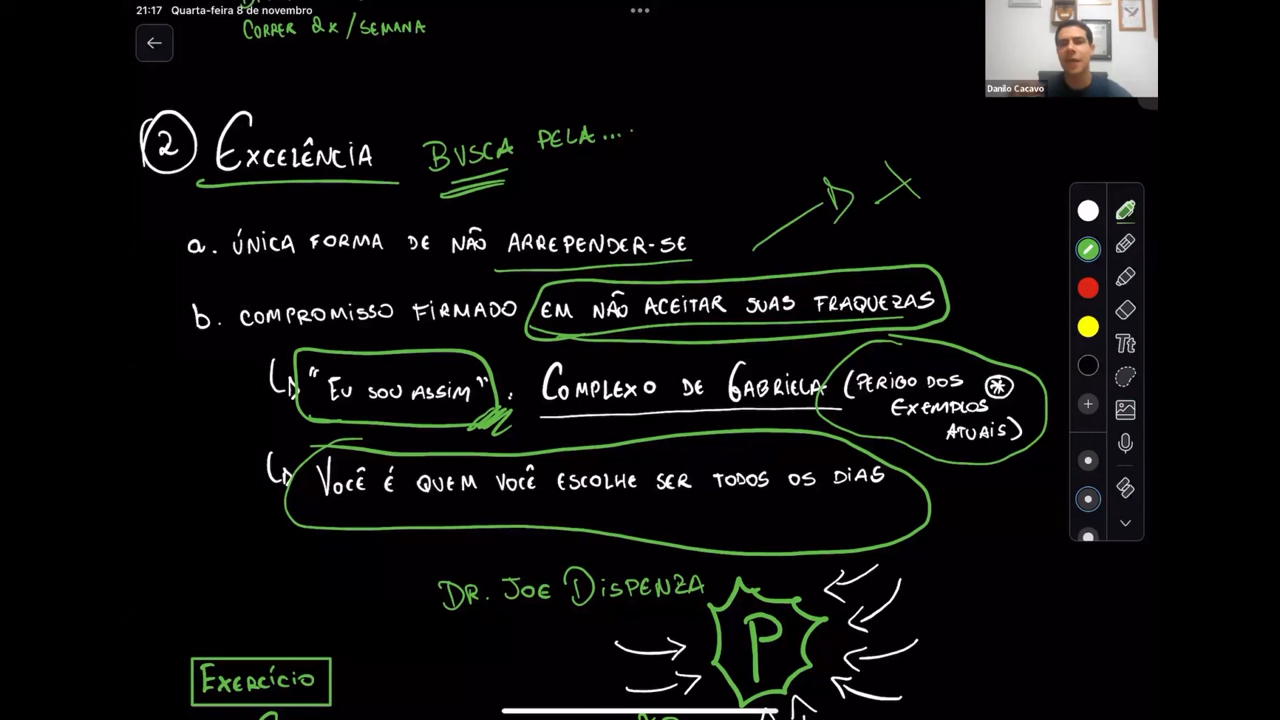 21:17 Quarta-feira 8 de novembro
CORRER 2x/SEMANA
Danilo Cacavo
2 EXCELÊNCIA BUSCA PELA....
a. ÚNICA FORMA DE NÃO ARREPENDER-SE
b. COMPROMISSO FIRMADO EM NÃO ACEITAR SUAS FRAQUEZAS
"EU SOU ASSIM". COMPLEXO DE GABRIELA (PERIGO DOS
EXEMPLOS
ATUAIS)
VOCÊ É QUEM VOCÊ ESCOLHE SER TODOS OS DIAS
DR. JOE DISPENZA
P
EXERCÍCIO
Tt